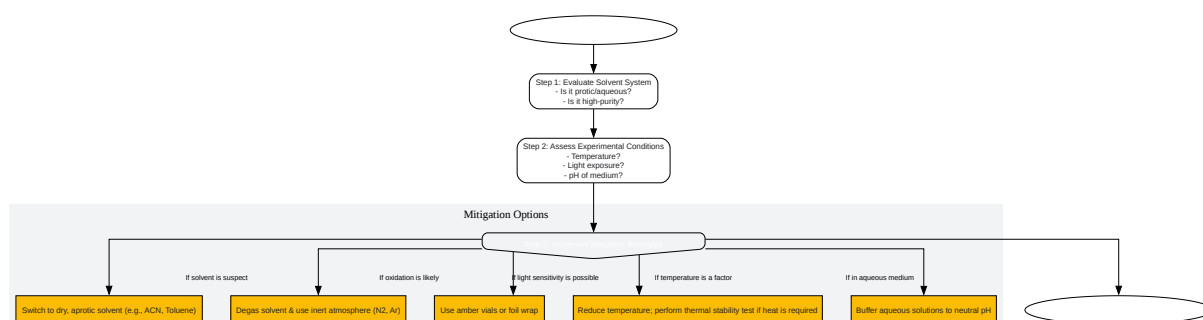 Step 1: Evaluate Solvent System
- Is it protic/aqueous?
- Is it high-purity?
Step 2: Assess Experimental Conditions
- Temperature?
- Light exposure?
- pH of medium?
Mitigation Options
If solvent is suspect
If oxidation is likely
If light sensitivity is possible
If temperature is a factor
If in aqueous medium
Switch to dry, aprotic solvent (e.g., ACN, Toluene)
Degas solvent & use inert atmosphere (N2, Ar)
Use amber vials or foil wrap
Reduce temperature; perform thermal stability test if heat is required
Buffer aqueous solutions to neutral pH